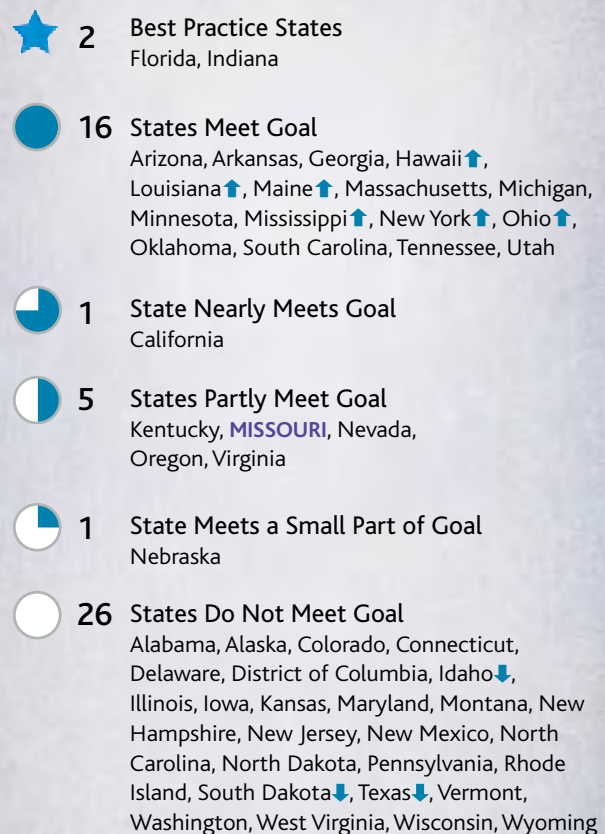 2 Best Practice States
Florida, Indiana
16 States Meet Goal
Arizona, Arkansas, Georgia, Hawaii⬆,
Louisiana⬆, Maine⬆, Massachusetts, Michigan,
Minnesota, Mississippi⬆, New York⬆, Ohio⬆,
Oklahoma, South Carolina, Tennessee, Utah
1 State Nearly Meets Goal
California
5 States Partly Meet Goal
Kentucky, MISSOURI, Nevada,
Oregon, Virginia
1 State Meets a Small Part of Goal
Nebraska
26 States Do Not Meet Goal
Alabama, Alaska, Colorado, Connecticut,
Delaware, District of Columbia, Idaho⬇,
Illinois, Iowa, Kansas, Maryland, Montana, New
Hampshire, New Jersey, New Mexico, North
Carolina, North Dakota, Pennsylvania, Rhode
Island, South Dakota⬇, Texas⬇, Vermont,
Washington, West Virginia, Wisconsin, Wyoming